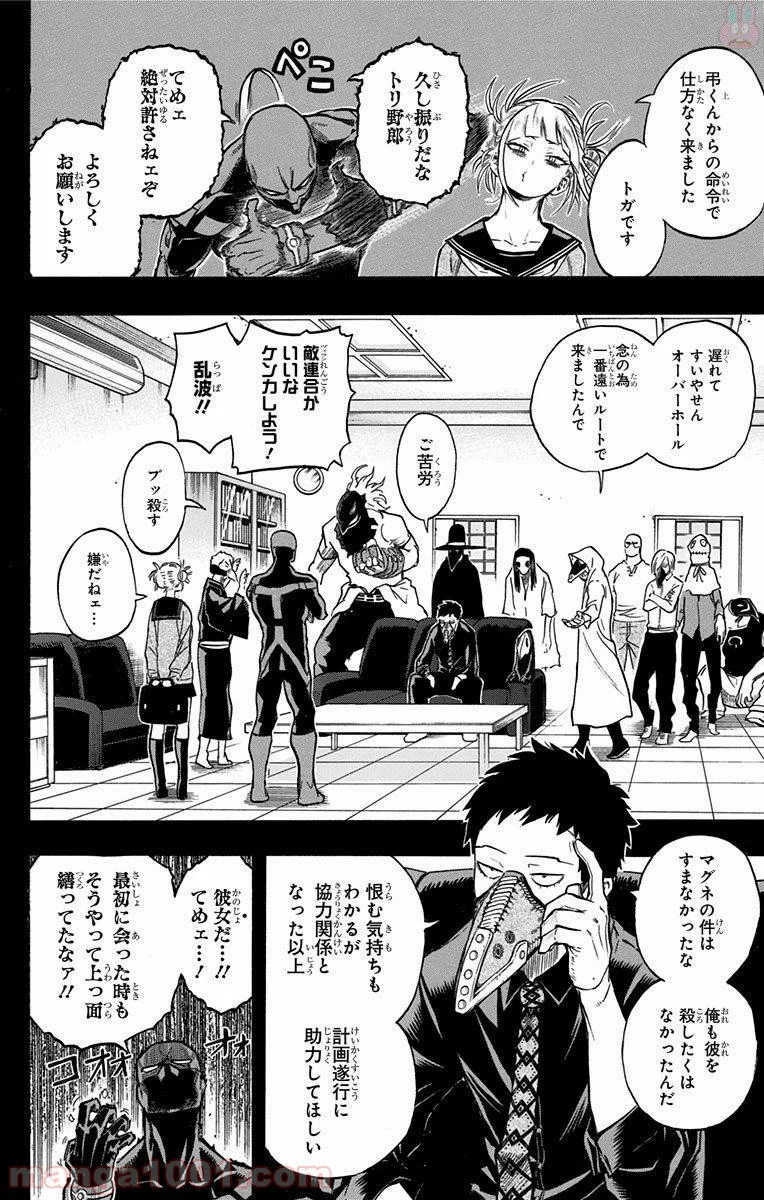 弔くんからの命令で
仕方なく来ました
トガです
久し振りだな
トリ野郎
ペこ
てめェ
絶対許さねェぞ
よろしく
お願いします
遅れて
すいやせん
オーバーホール
念の為
一番遠いルートで
来ましたんで
ご苦労
敵連合か
いいな
ケンカしよう!
乱波!!
ブッ殺す
嫌だねェ…
マグネの件は
すまなかったな
俺も彼を
殺したくは
なかったんだ
恨む気持ちも
わかるが
協力関係と
なった以上
計画遂行に
助力してほしい
彼女だ…!!
てめェ…!
最初に会った時も
そうやって上っ面
繕ってたなァ!!
コオオオ
manga1001.com